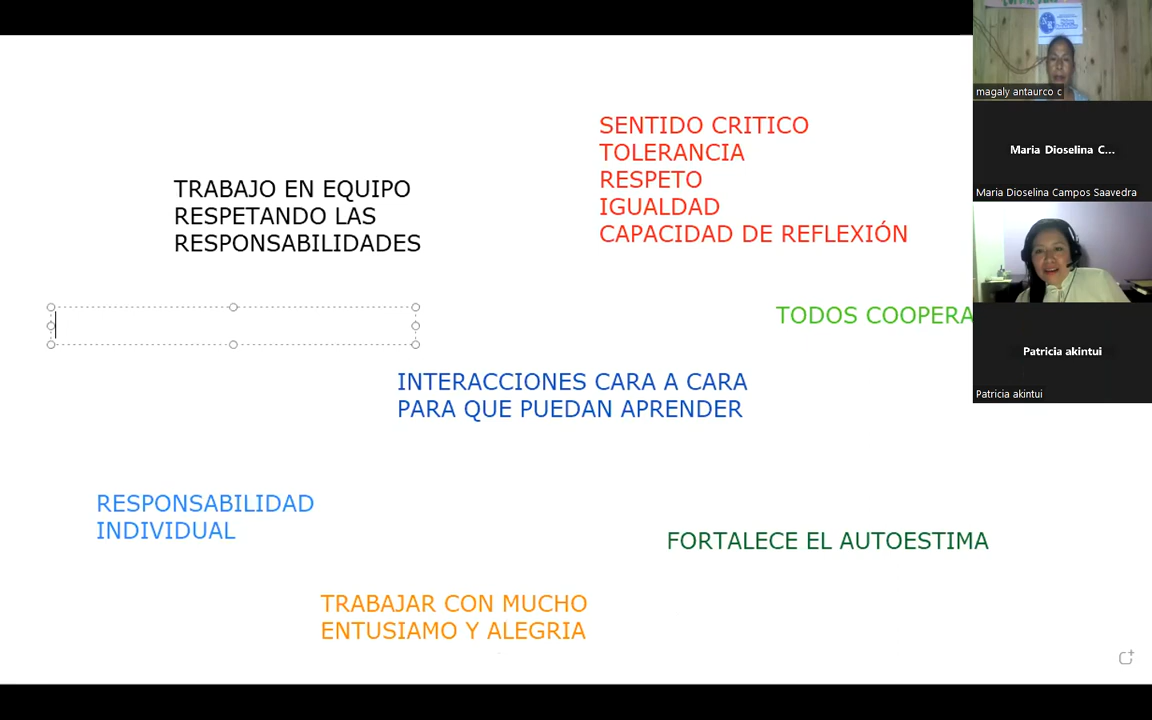 SENTIDO CRITICO
TOLERANCIA
RESPETO
IGUALDAD
CAPACIDAD DE REFLEXIÓN
TRABAJO EN EQUIPO
RESPETANDO LAS
RESPONSABILIDADES
TODOS COOPERA
INTERACCIONES CARA A CARA
PARA QUE PUEDAN APRENDER
RESPONSABILIDAD
INDIVIDUAL
FORTALECE EL AUTOESTIMA
TRABAJAR CON MUCHO
ENTUSIAMO Y ALEGRIA
magaly antaurco c
Maria Dioselina C...
Maria Dioselina Campos Saavedra
Patricia akintui
Patricia akintui